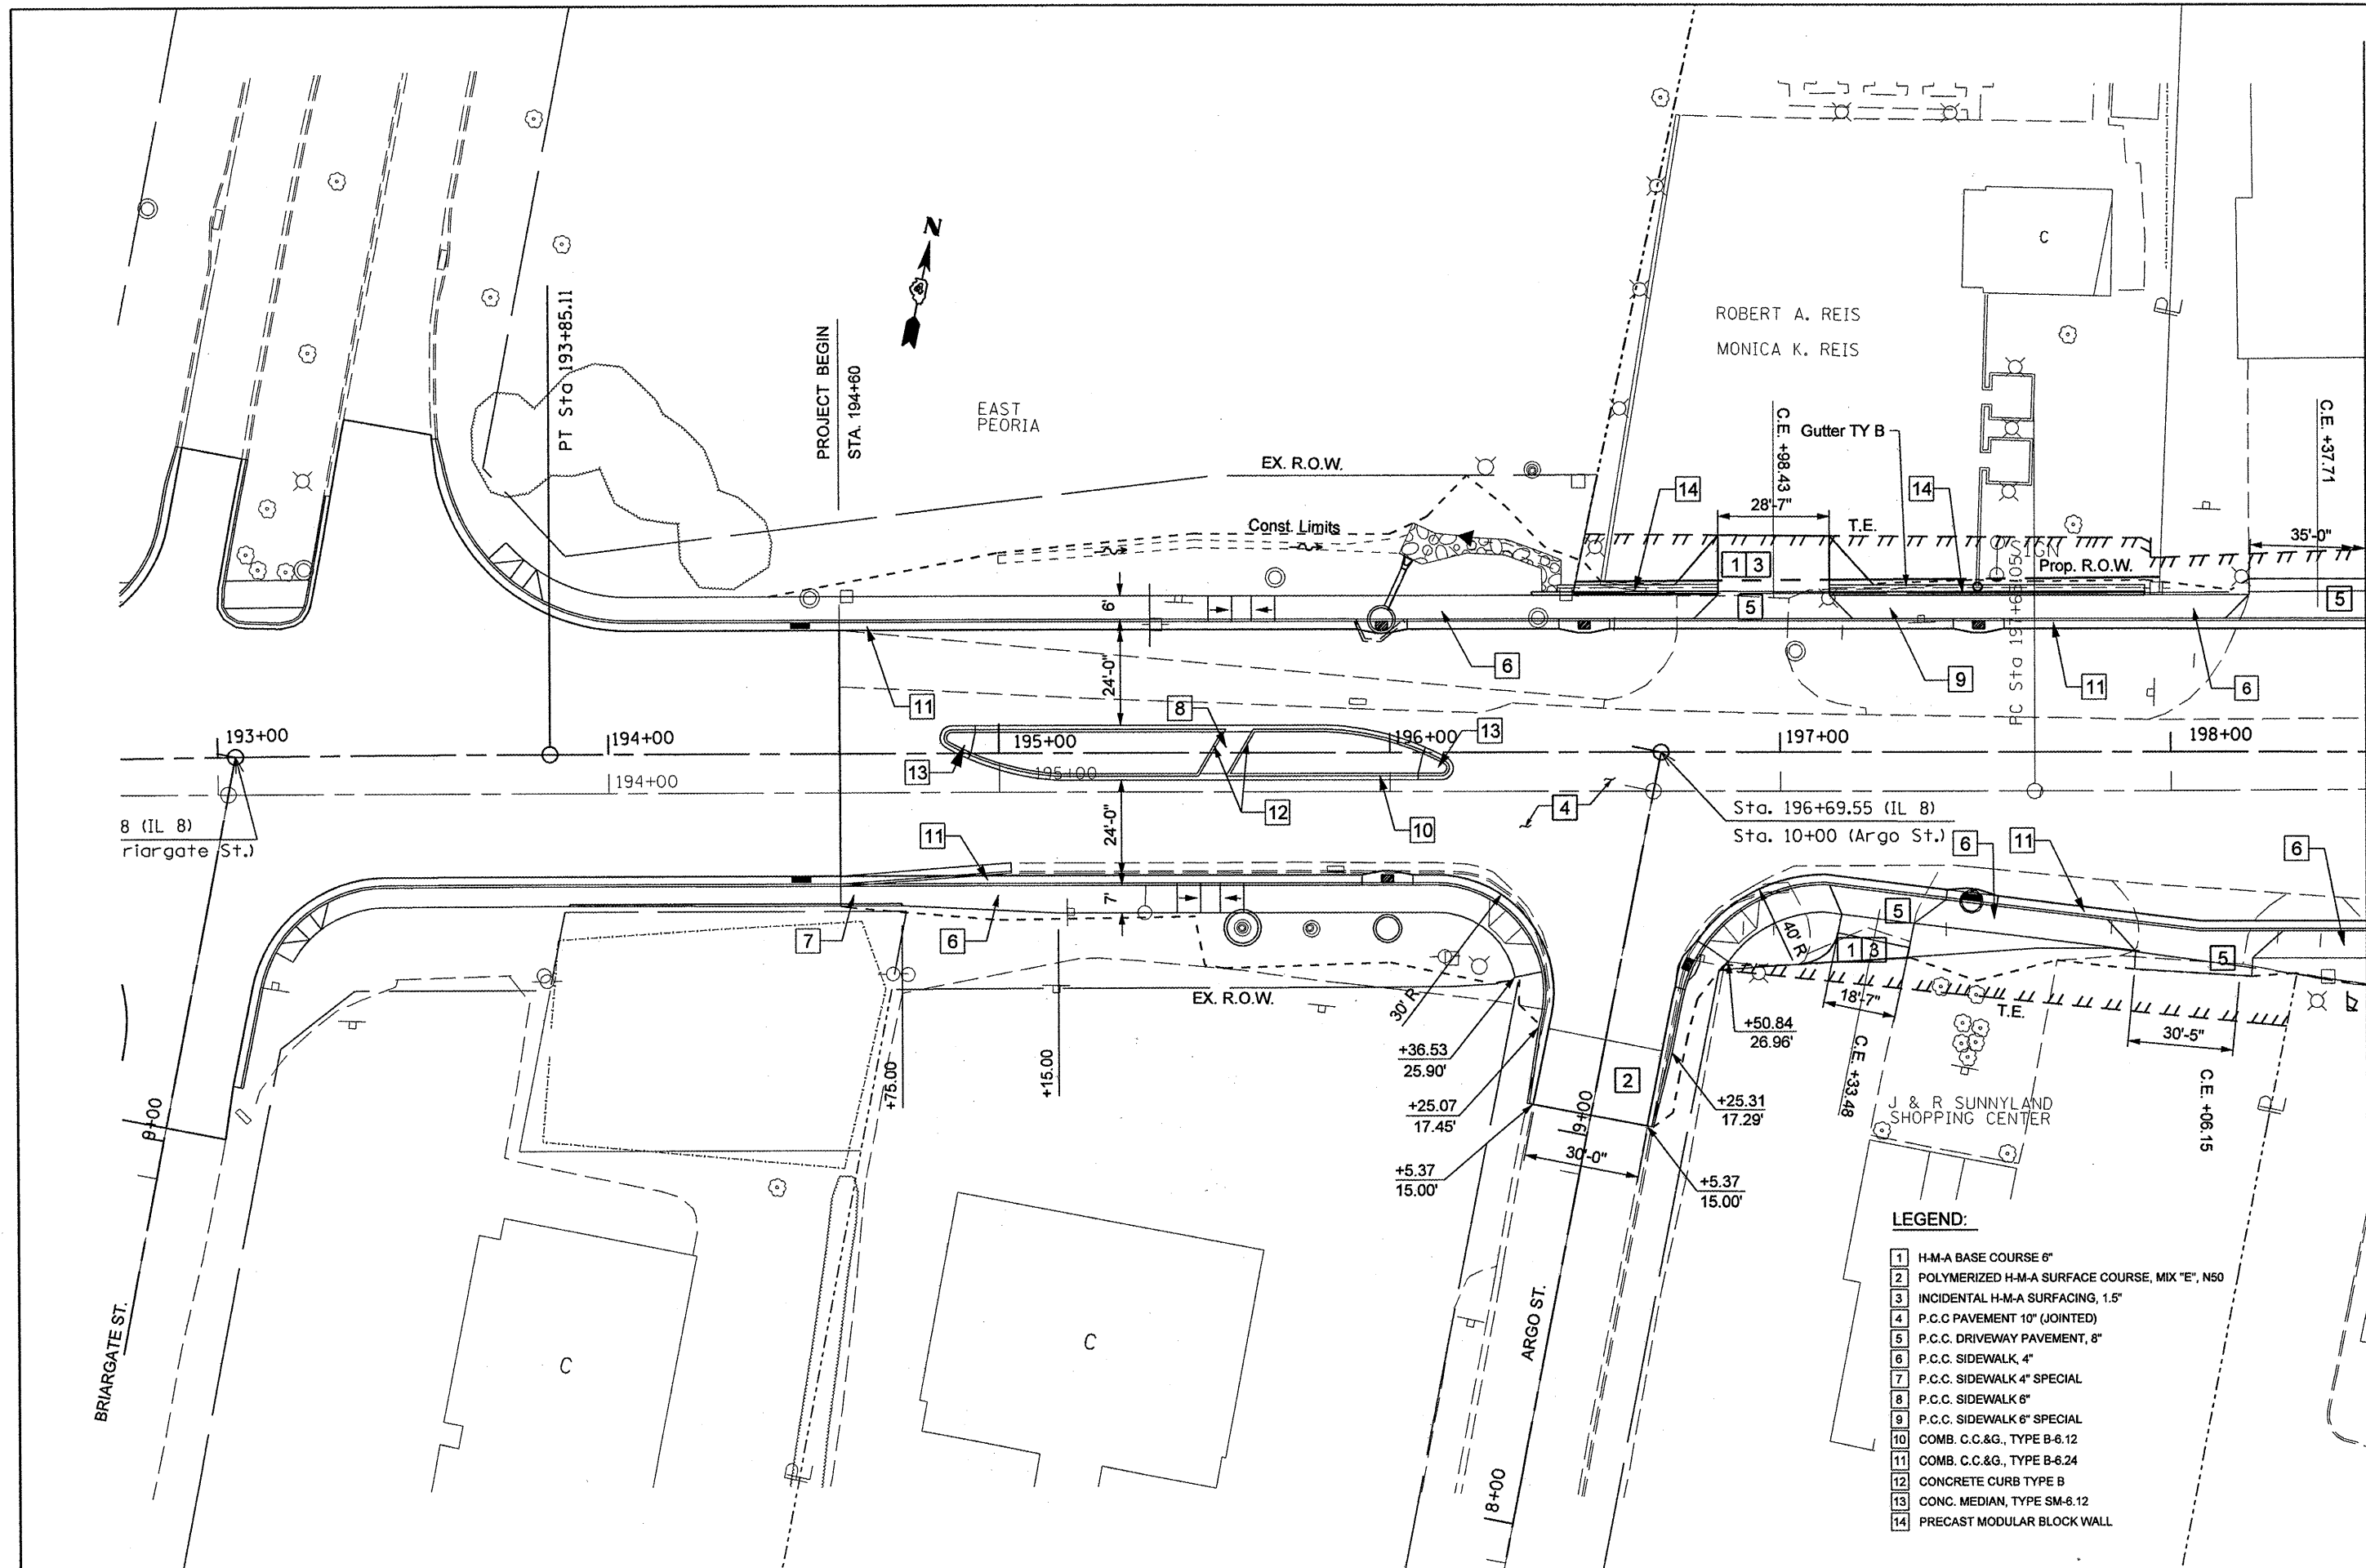 N
PT Sta 193+85.11
PROJECT BEGIN
STA. 194+60
EAST
PEORIA
ROBERT A. REIS
MONICA K. REIS
C
C.E. +98.43
C.E. +37.71
Gutter TY B
EX. R.O.W.
14
28'-7"
14
Const. Limits
T.E.
35'-0"
1 3
SIGN
Prop. R.O.W.
6'
5
5
6
9
11
6
11
24'-0"
8
PC Sta 197+65.05
193+00
194+00
195+00
196+00
13
197+00
198+00
13
194+00
195+00
12
4
Sta. 196+69.55 (IL 8)
Sta. 10+00 (Argo St.)
8 (IL 8)
riargate St.)
24'-0"
10
11
6
11
6
7'
7
6
5
40' R
1 3
5
EX. R.O.W.
30' R
18'-7"
T.E.
+50.84
26.96'
30'-5"
+36.53
25.90'
+75.00
+15.00
2
C.E. +33.48
C.E. +06.15
+25.07
17.45'
+25.31
17.29'
J & R SUNNYLAND
SHOPPING CENTER
9+00
9+00
30'-0"
+5.37
15.00'
+5.37
15.00'
BRIARGATE ST.
C
C
ARGO ST.
8+00
LEGEND:
1 H-M-A BASE COURSE 6"
2 POLYMERIZED H-M-A SURFACE COURSE, MIX "E", N50
3 INCIDENTAL H-M-A SURFACING, 1.5"
4 P.C.C PAVEMENT 10" (JOINTED)
5 P.C.C. DRIVEWAY PAVEMENT, 8"
6 P.C.C. SIDEWALK, 4"
7 P.C.C. SIDEWALK 4" SPECIAL
8 P.C.C. SIDEWALK 6"
9 P.C.C. SIDEWALK 6" SPECIAL
10 COMB. C.C.&G., TYPE B-6.12
11 COMB. C.C.&G., TYPE B-6.24
12 CONCRETE CURB TYPE B
13 CONC. MEDIAN, TYPE SM-6.12
14 PRECAST MODULAR BLOCK WALL